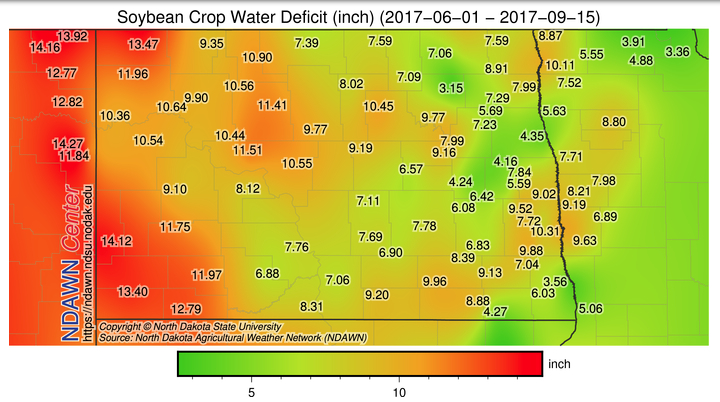 Soybean Crop Water Deficit (inch) (2017−06−01 − 2017−09−15)
13.92 8.87
14.16 13.47 9.35 7.39 7.59 7.59 3.91
10.90 7.06 5.55 3.36
12.77 11.96 8.91 10.11 4.88
10.56 8.02 7.09 3.15 7.99 7.52
12.82 10.64 9.90 11.41 10.45 7.29
10.36 9.77 5.69 5.63 8.80
7.23
14.27 10.54 10.44 9.77 7.99 4.35
11.84 11.51 9.19 9.16 7.71
10.55 6.57 4.16
7.84
9.10 8.12 4.24 5.59 7.98
7.11 6.42 9.02 8.21
6.08 9.52 9.19
11.75 7.78 7.72 6.89
14.12 7.69 10.31
7.76 6.90 6.83 9.88 9.63
8.39 7.04
11.97 6.88 7.06 9.96 9.13 3.56
13.40 9.20 6.03
12.79 8.31 8.88 5.06
4.27
NDAWN Center
https://ndawn.ndsu.nodak.edu
Copyright © North Dakota State University
Source: North Dakota Agricultural Weather Network (NDAWN)
inch
5 10